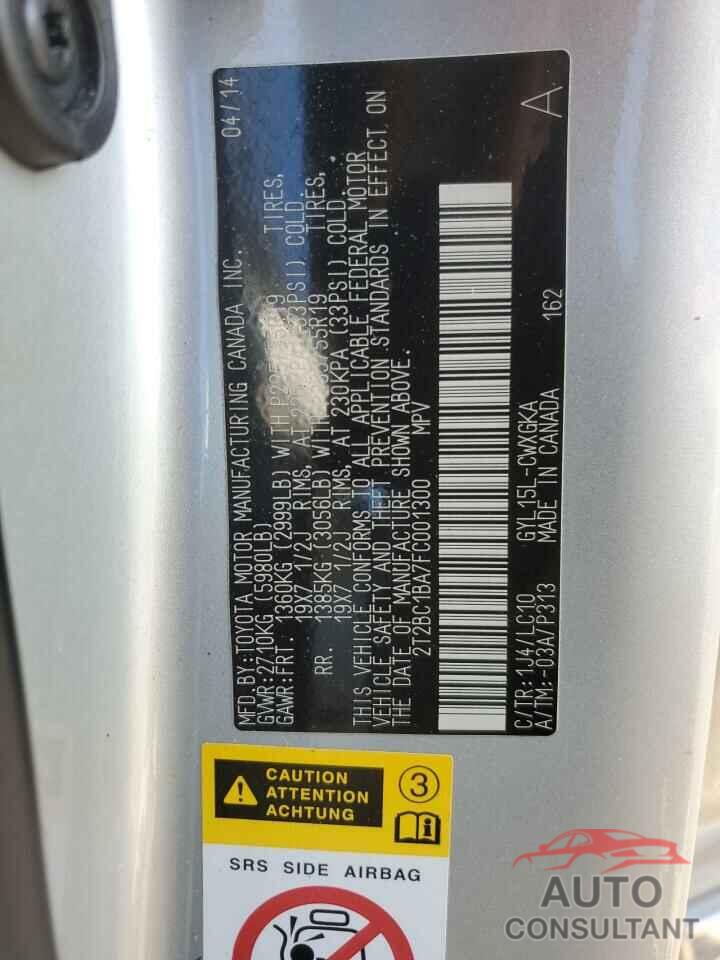 MFD.BY:TOYOTA MOTOR MANUFACTURING CANADA INC. 04/14
GVWR:2710KG (5980LB)
GAWR:FRT. 1360KG (2999LB) WITH TIRES,
19X7 1/2J RIMS, AT (33PSI) COLD.
RR. 1385KG (3056LB) WITH TIRES,
19X7 1/2J RIMS, AT 230KPA (33PSI) COLD.
THIS VEHICLE CONFORMS TO ALL APPLICABLE FEDERAL MOTOR
VEHICLE SAFETY AND THEFT PREVENTION STANDARDS IN EFFECT ON
THE DATE OF MANUFACTURE SHOWN ABOVE.
2T2BC1BA7FC001300 MPV
C/TR:1J4/LC10 GYL15L-CWXGKA 162 A
A/TM:-03A/P313 MADE IN CANADA
CAUTION
ATTENTION
ACHTUNG
3
SRS SIDE AIRBAG
AUTO
CONSULTANT